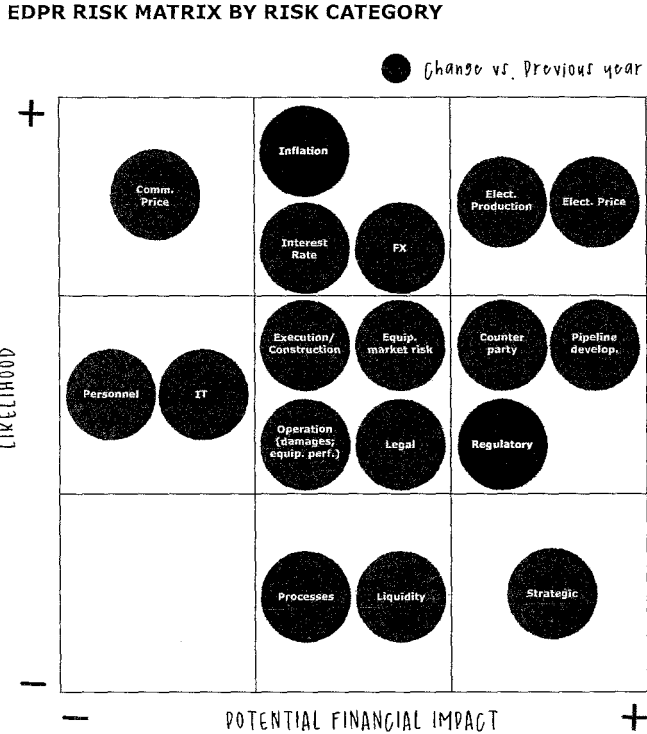 EDPR RISK MATRIX BY RISK CATEGORY
Change vs. Previous year
+
Inflation
Comm.
Price
Elect.
Production
Elect. Price
Interest
Rate
FX
Execution/
Construction
Equip.
market risk
Counter
party
Pipeline
develop.
LIKELIHOOD
Personnel
IT
Operation
(damages;
equip. perf.)
Legal
Regulatory
Processes
Liquidity
Strategic
−
− POTENTIAL FINANCIAL IMPACT +